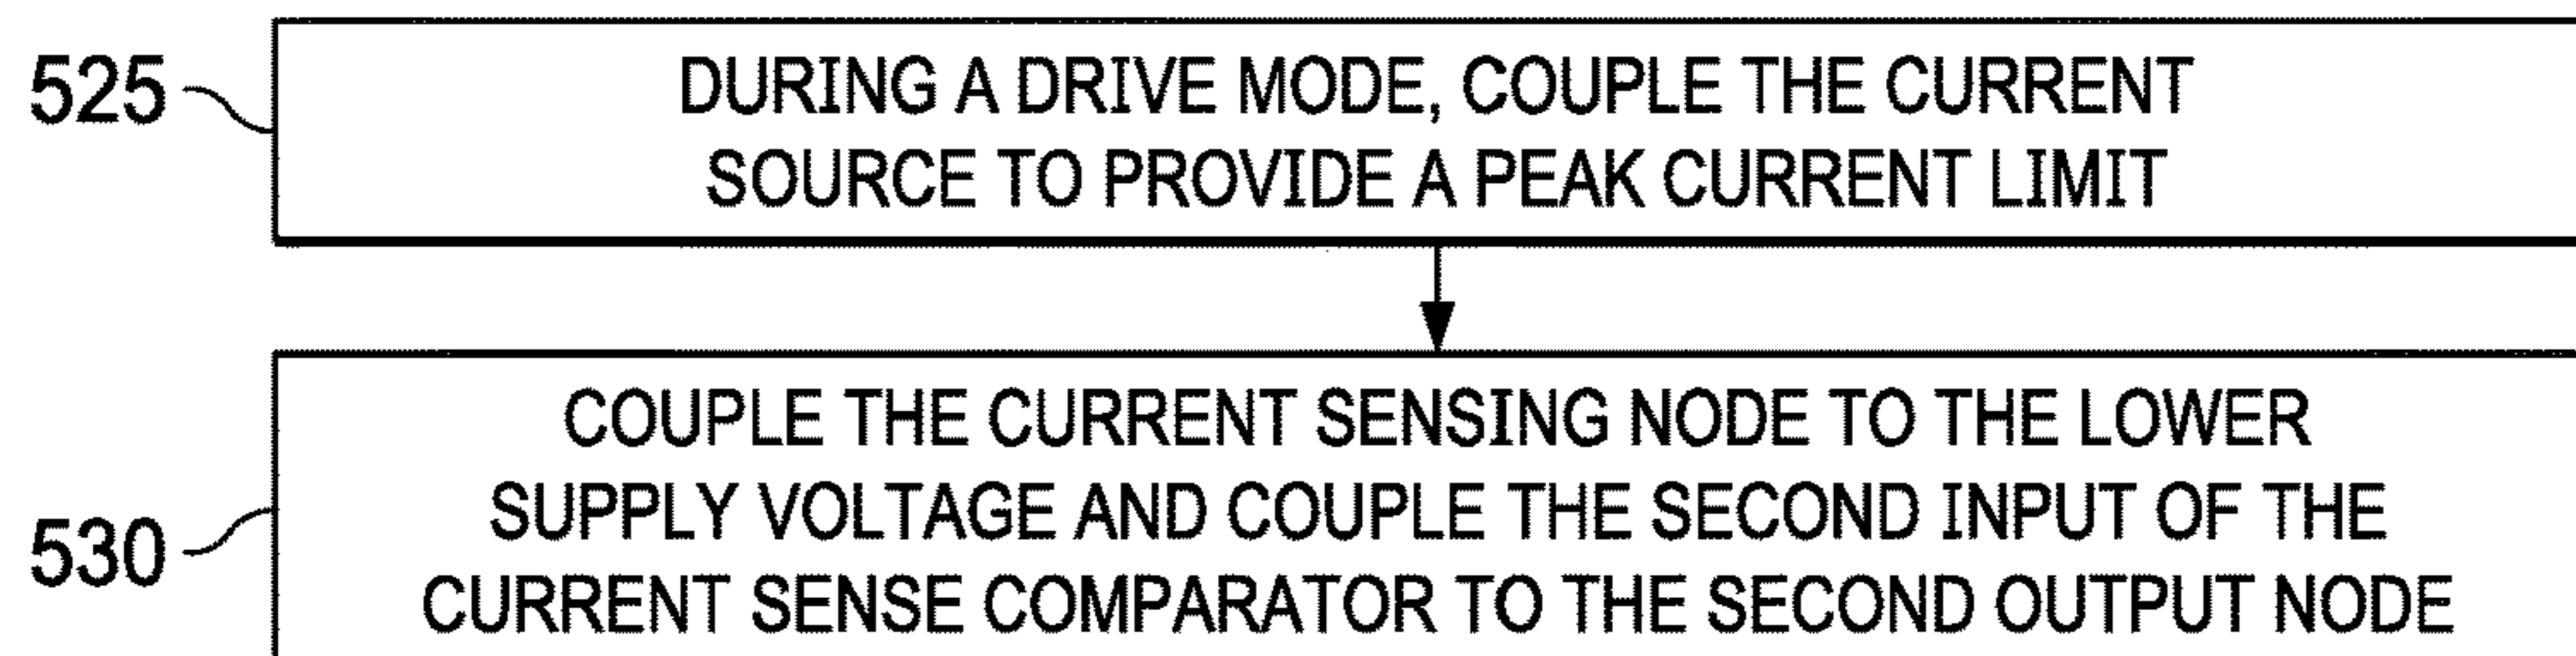 525
DURING A DRIVE MODE, COUPLE THE CURRENT
SOURCE TO PROVIDE A PEAK CURRENT LIMIT
530
COUPLE THE CURRENT SENSING NODE TO THE LOWER
SUPPLY VOLTAGE AND COUPLE THE SECOND INPUT OF THE
CURRENT SENSE COMPARATOR TO THE SECOND OUTPUT NODE